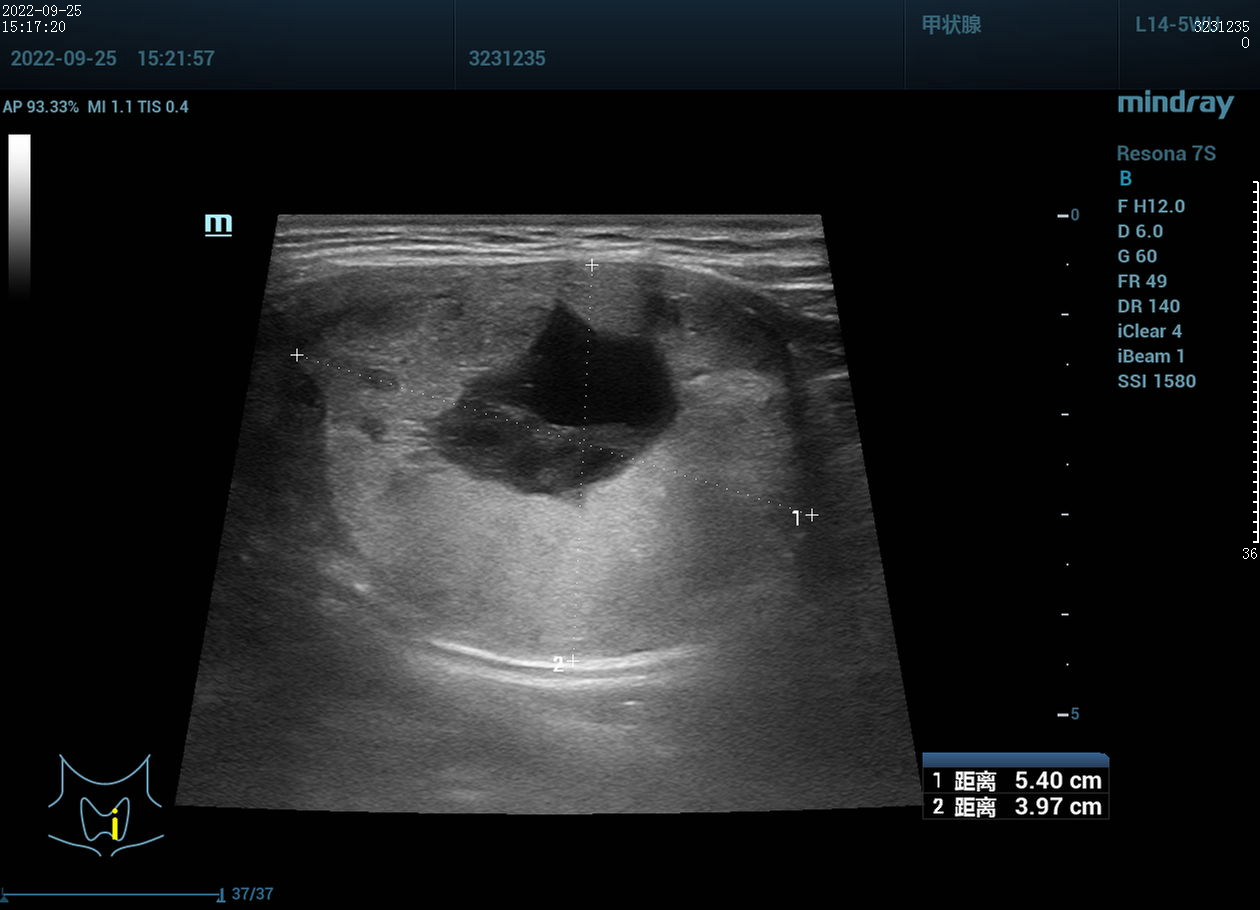 2022-09-25
15:17:20
2022-09-25 15:21:57
3231235
甲状腺
3231235
0
AP 93.33% MI 1.1 TIS 0.4
mindray
Resona 7S
B
F H12.0
D 6.0
G 60
FR 49
DR 140
iClear 4
iBeam 1
SSI 1580
m
0
5
36
1
2
1 距离 5.40 cm
2 距离 3.97 cm
37/37